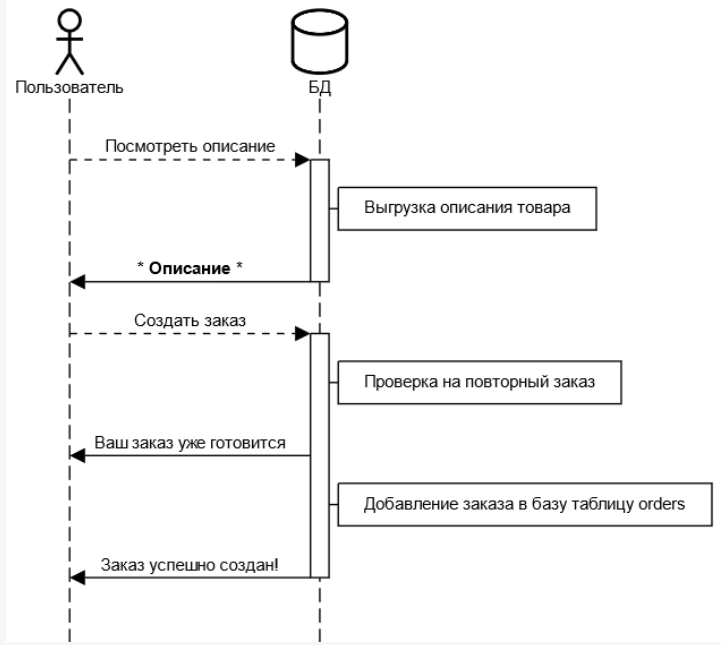 Пользователь
БД
Посмотреть описание
Выгрузка описания товара
* Описание *
Создать заказ
Проверка на повторный заказ
Ваш заказ уже готовится
Добавление заказа в базу таблицу orders
Заказ успешно создан!